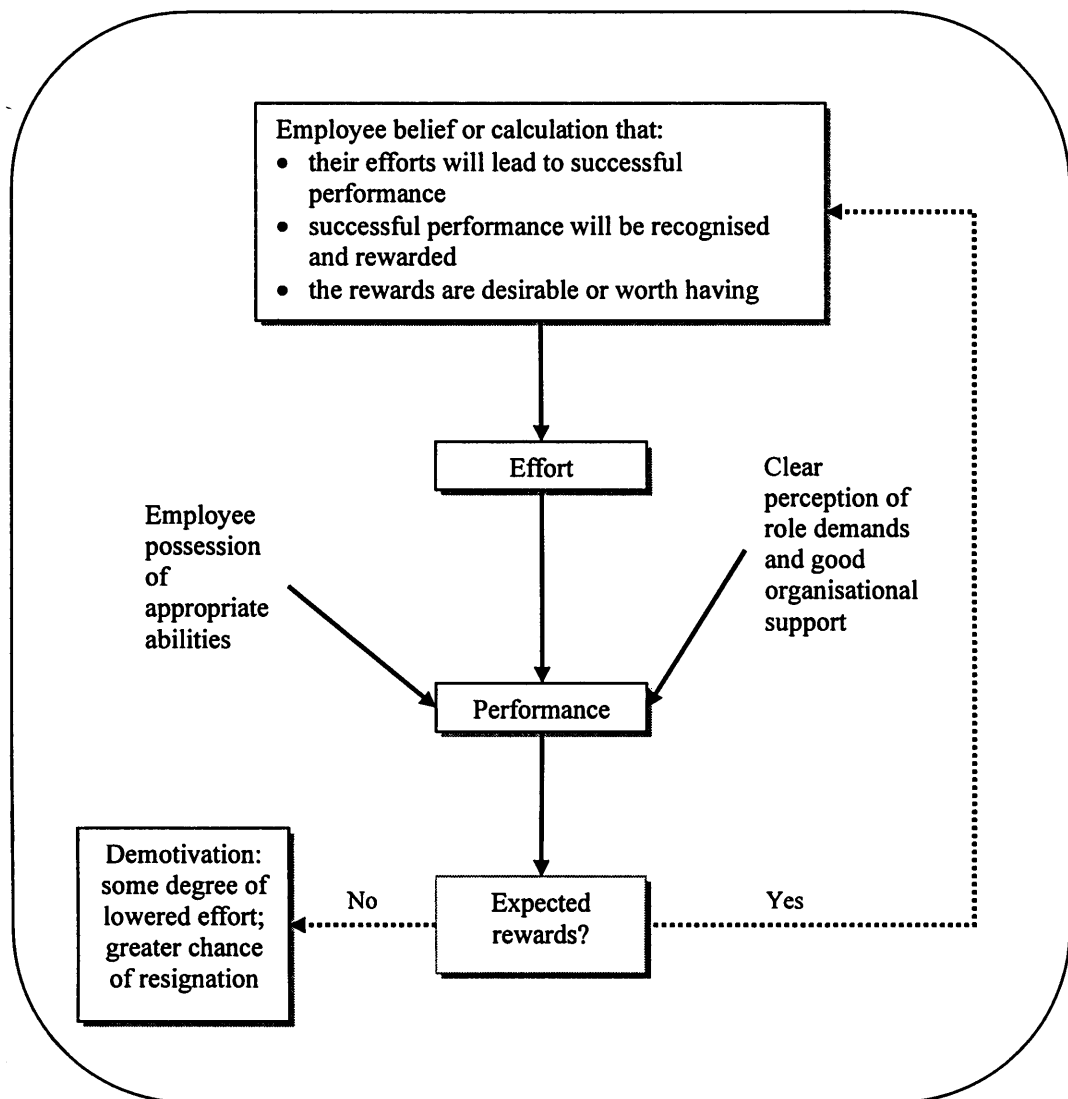 Employee belief or calculation that:
• their efforts will lead to successful
performance
• successful performance will be recognised
and rewarded
• the rewards are desirable or worth having
Effort
Clear
perception of
role demands
and good
organisational
support
Employee
possession
of
appropriate
abilities
Performance
Demotivation:
some degree of
lowered effort;
greater chance
of resignation
No
Expected
rewards?
Yes